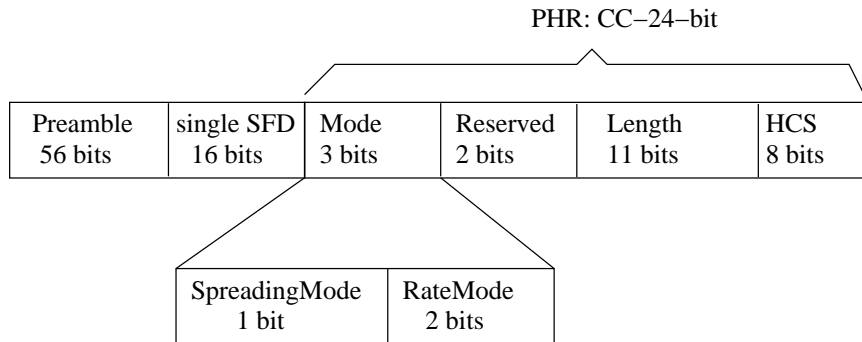 PHR: CC−24−bit
Preamble single SFD Mode Reserved Length HCS
56 bits 16 bits 3 bits 2 bits 11 bits 8 bits
SpreadingMode RateMode
1 bit 2 bits